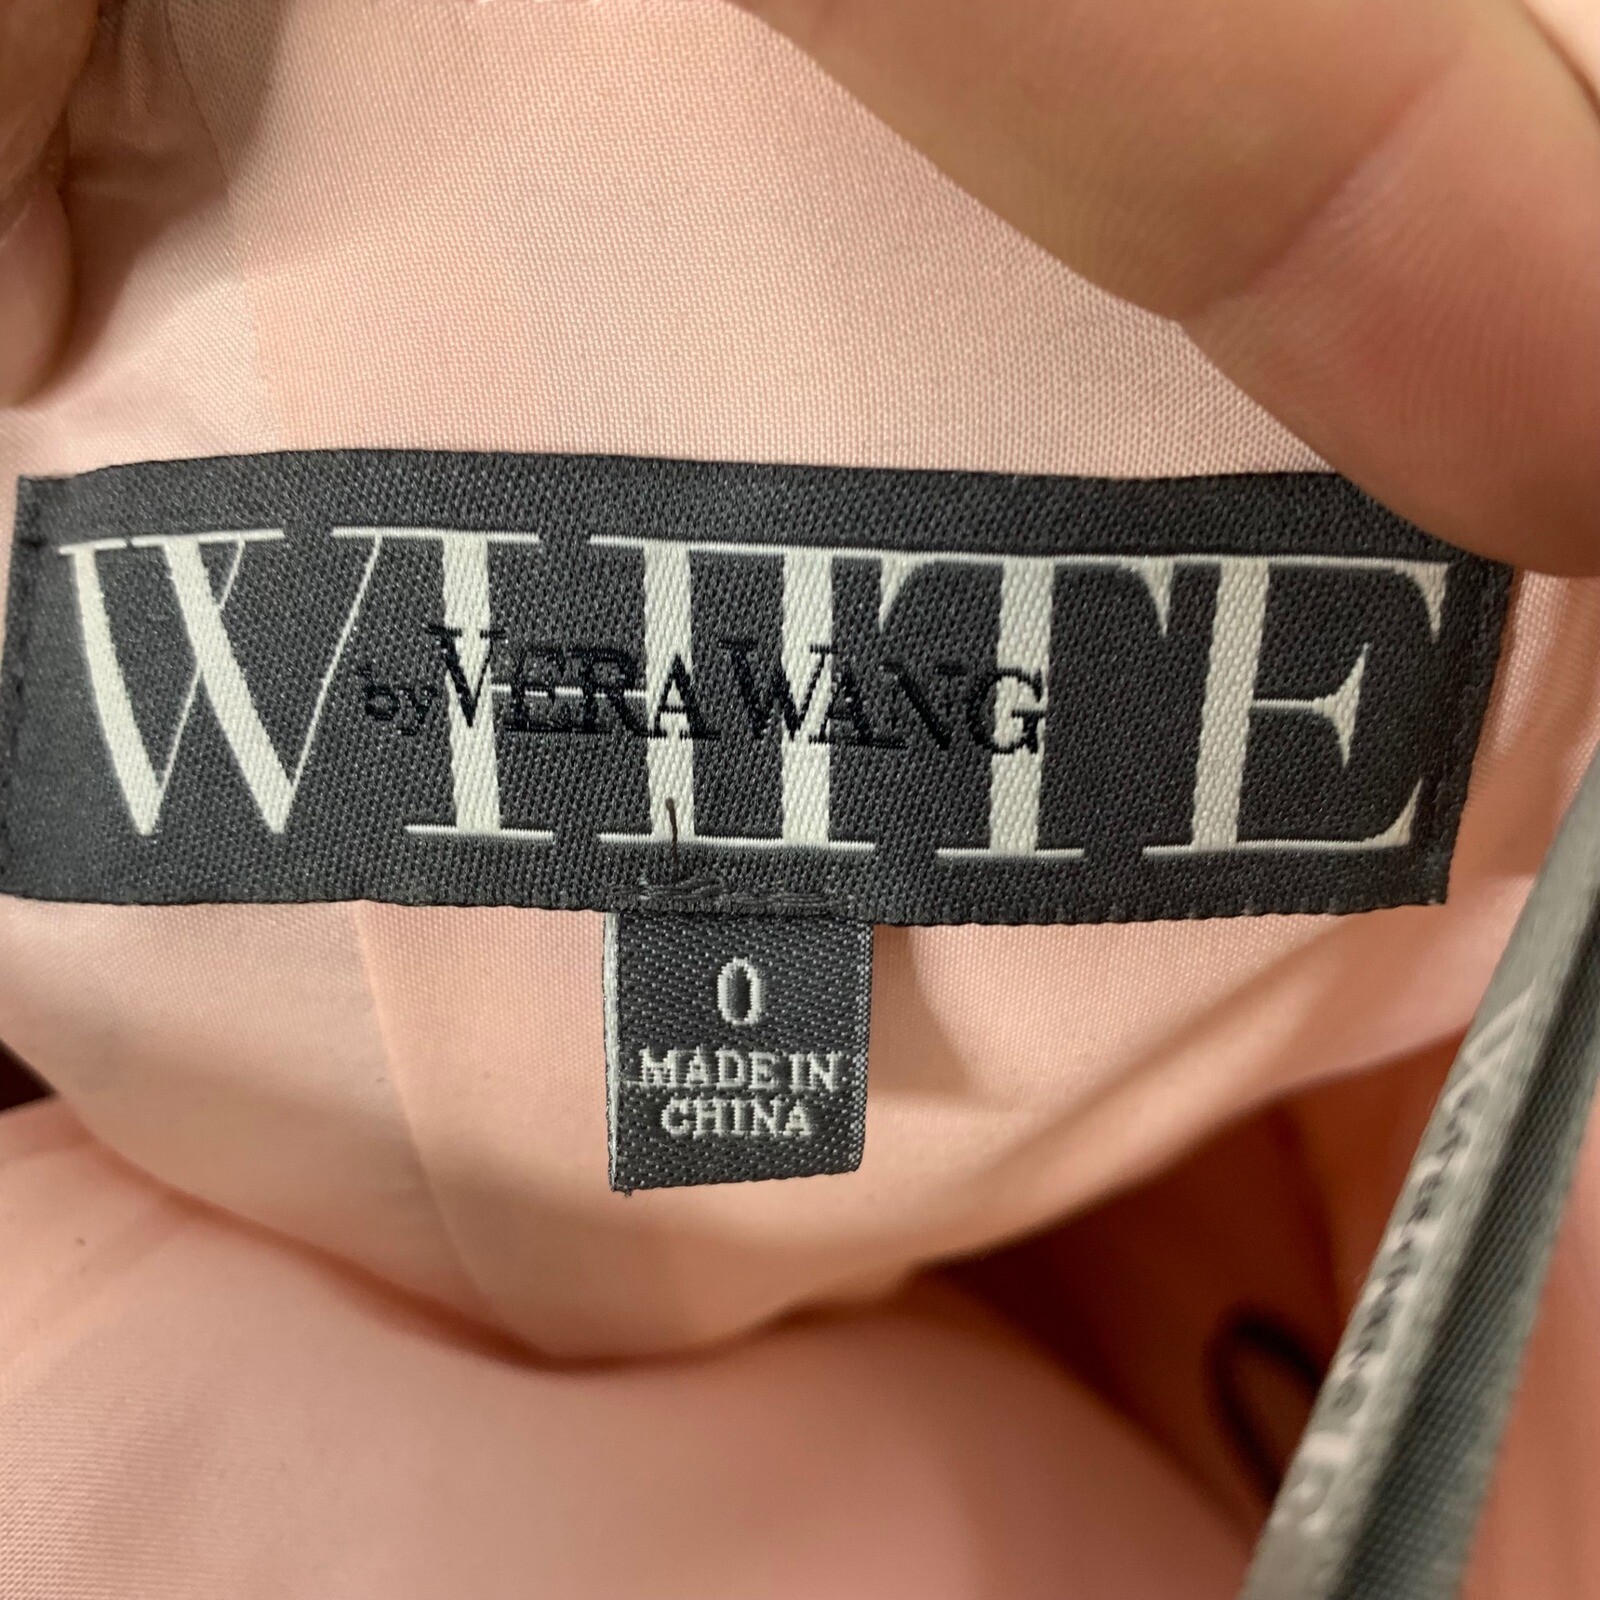 WHITE
by VERA WANG
0
MADE IN
CHINA